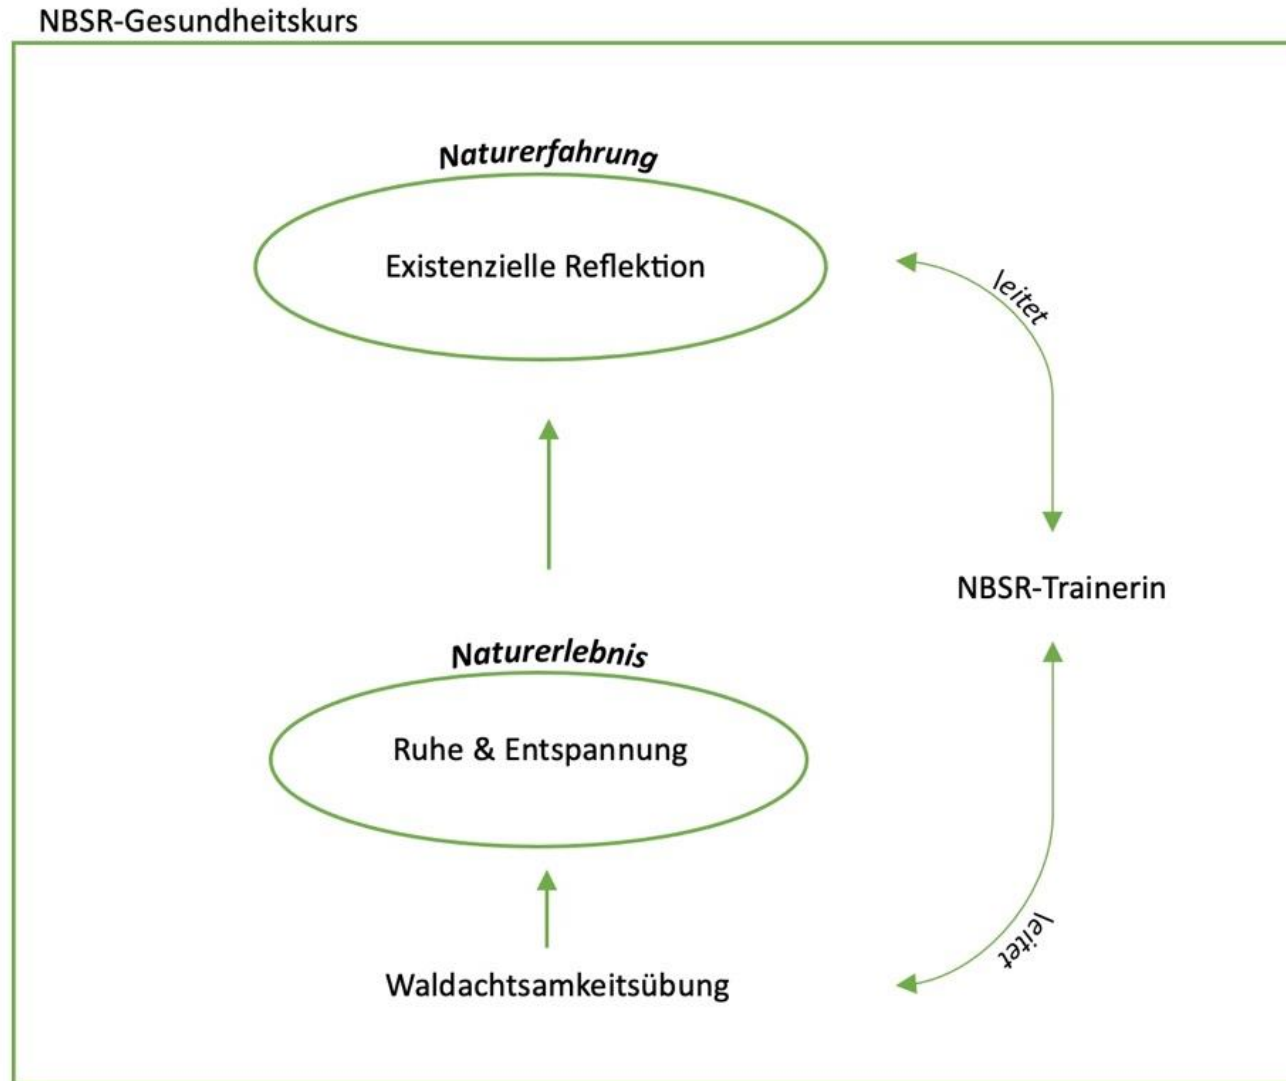 NBSR-Gesundheitskurs
Naturerfahrung
Existenzielle Reflektion
leitet
NBSR-Trainerin
Naturerlebnis
Ruhe & Entspannung
leitet
Waldachtsamkeitsübung